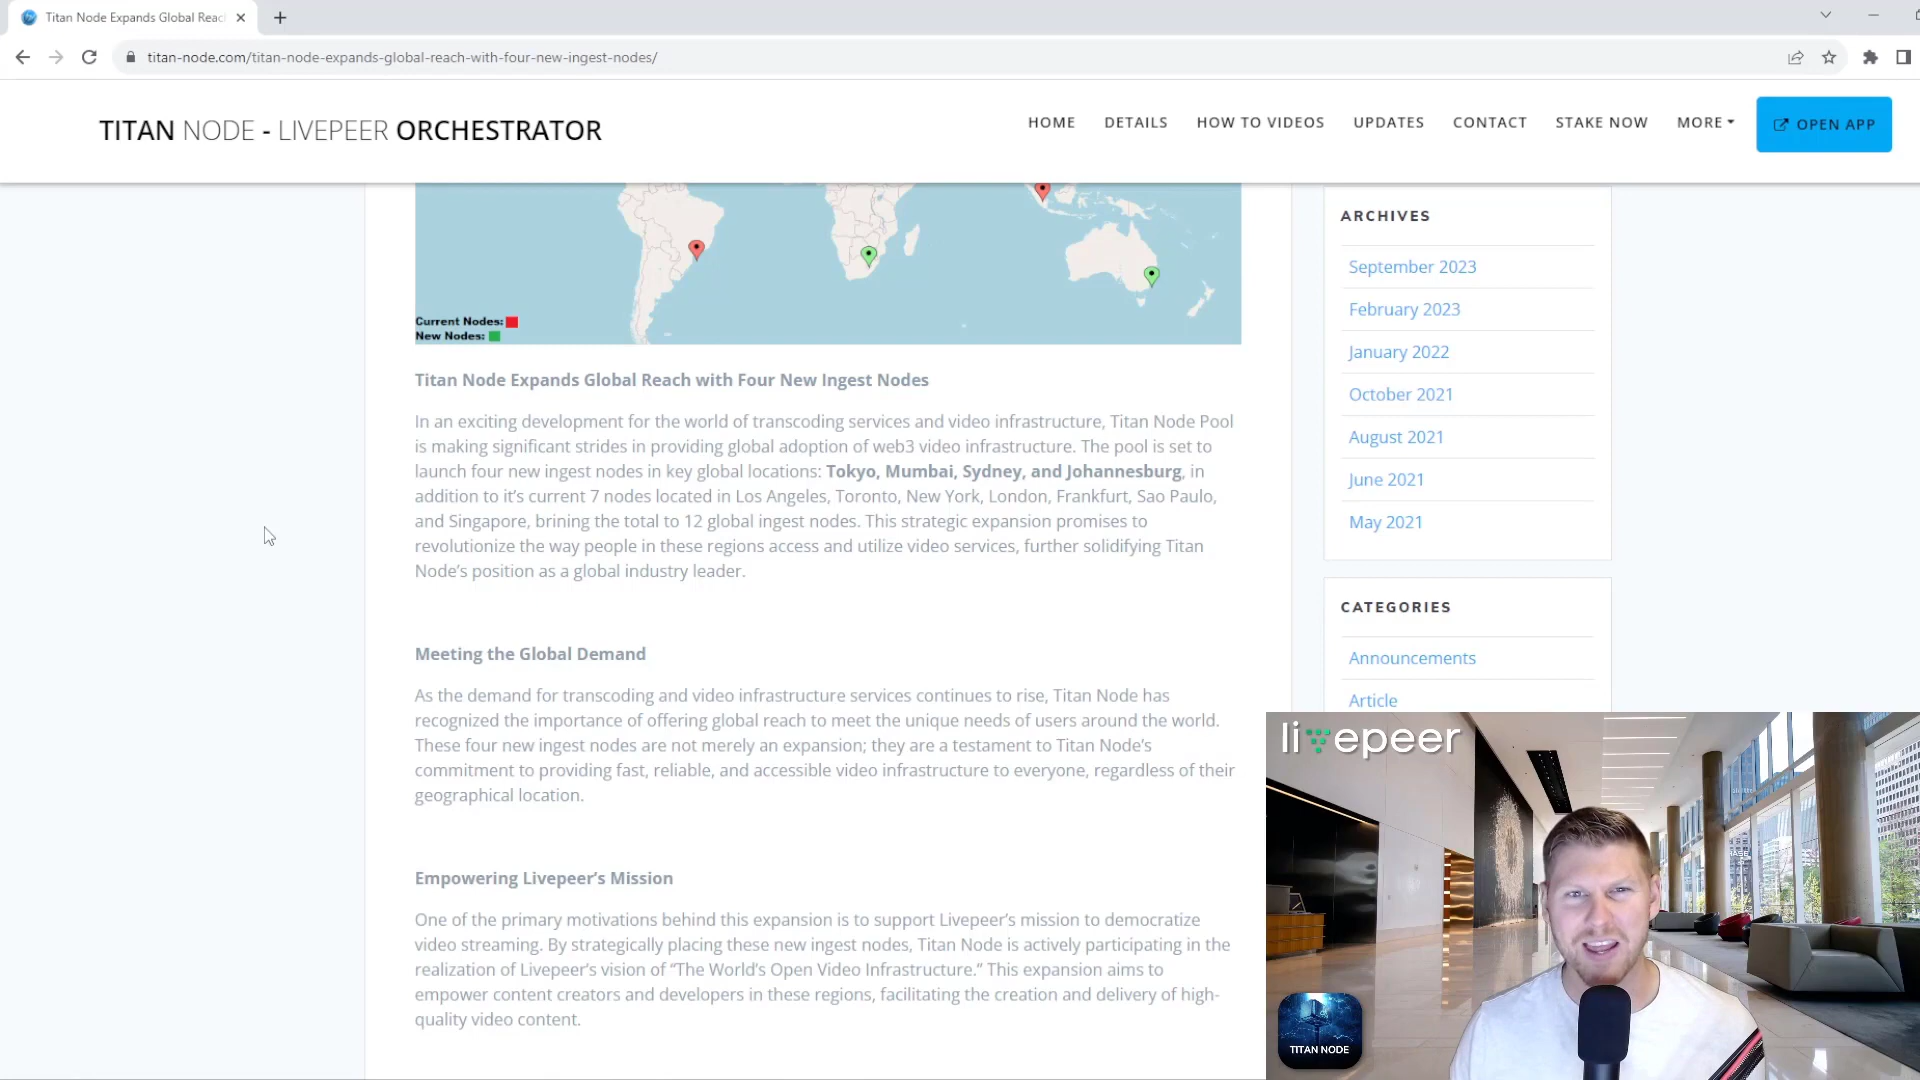 Titan Node Expands Global Reac
titan-node.com/titan-node-expands-global-reach-with-four-new-ingest-nodes/
TITAN NODE - LIVEPEER ORCHESTRATOR
HOME DETAILS HOW TO VIDEOS UPDATES CONTACT STAKE NOW MORE OPEN APP
Current Nodes:
New Nodes:
Titan Node Expands Global Reach with Four New Ingest Nodes
In an exciting development for the world of transcoding services and video infrastructure, Titan Node Pool
is making significant strides in providing global adoption of web3 video infrastructure. The pool is set to
launch four new ingest nodes in key global locations: Tokyo, Mumbai, Sydney, and Johannesburg, in
addition to it’s current 7 nodes located in Los Angeles, Toronto, New York, London, Frankfurt, Sao Paulo,
and Singapore, brining the total to 12 global ingest nodes. This strategic expansion promises to
revolutionize the way people in these regions access and utilize video services, further solidifying Titan
Node’s position as a global industry leader.
Meeting the Global Demand
As the demand for transcoding and video infrastructure services continues to rise, Titan Node has
recognized the importance of offering global reach to meet the unique needs of users around the world.
These four new ingest nodes are not merely an expansion; they are a testament to Titan Node’s
commitment to providing fast, reliable, and accessible video infrastructure to everyone, regardless of their
geographical location.
Empowering Livepeer’s Mission
One of the primary motivations behind this expansion is to support Livepeer’s mission to democratize
video streaming. By strategically placing these new ingest nodes, Titan Node is actively participating in the
realization of Livepeer’s vision of “The World’s Open Video Infrastructure.” This expansion aims to
empower content creators and developers in these regions, facilitating the creation and delivery of high-
quality video content.
ARCHIVES
September 2023
February 2023
January 2022
October 2021
August 2021
June 2021
May 2021
CATEGORIES
Announcements
Article
livepeer
TITAN NODE